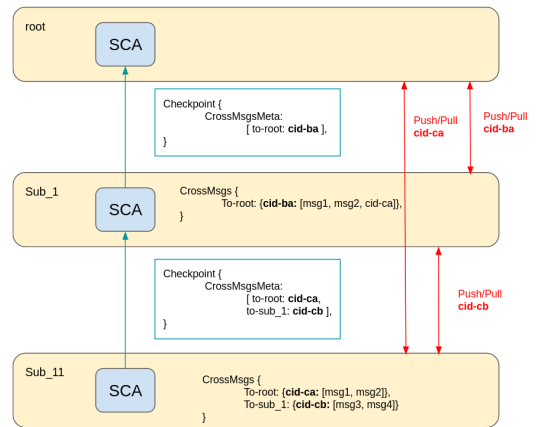 root
SCA
Checkpoint {
CrossMsgsMeta:
[ to-root: cid-ba ],
}
Push/Pull
cid-ca
Push/Pull
cid-ba
Sub_1
SCA
CrossMsgs {
To-root: {cid-ba: [msg1, msg2, cid-ca]},
}
Checkpoint {
CrossMsgsMeta:
[ to-root: cid-ca,
to-sub_1: cid-cb ],
}
Push/Pull
cid-cb
Sub_11
SCA
CrossMsgs {
To-root: {cid-ca: [msg1, msg2]},
To-sub_1: {cid-cb: [msg3, msg4]}
}